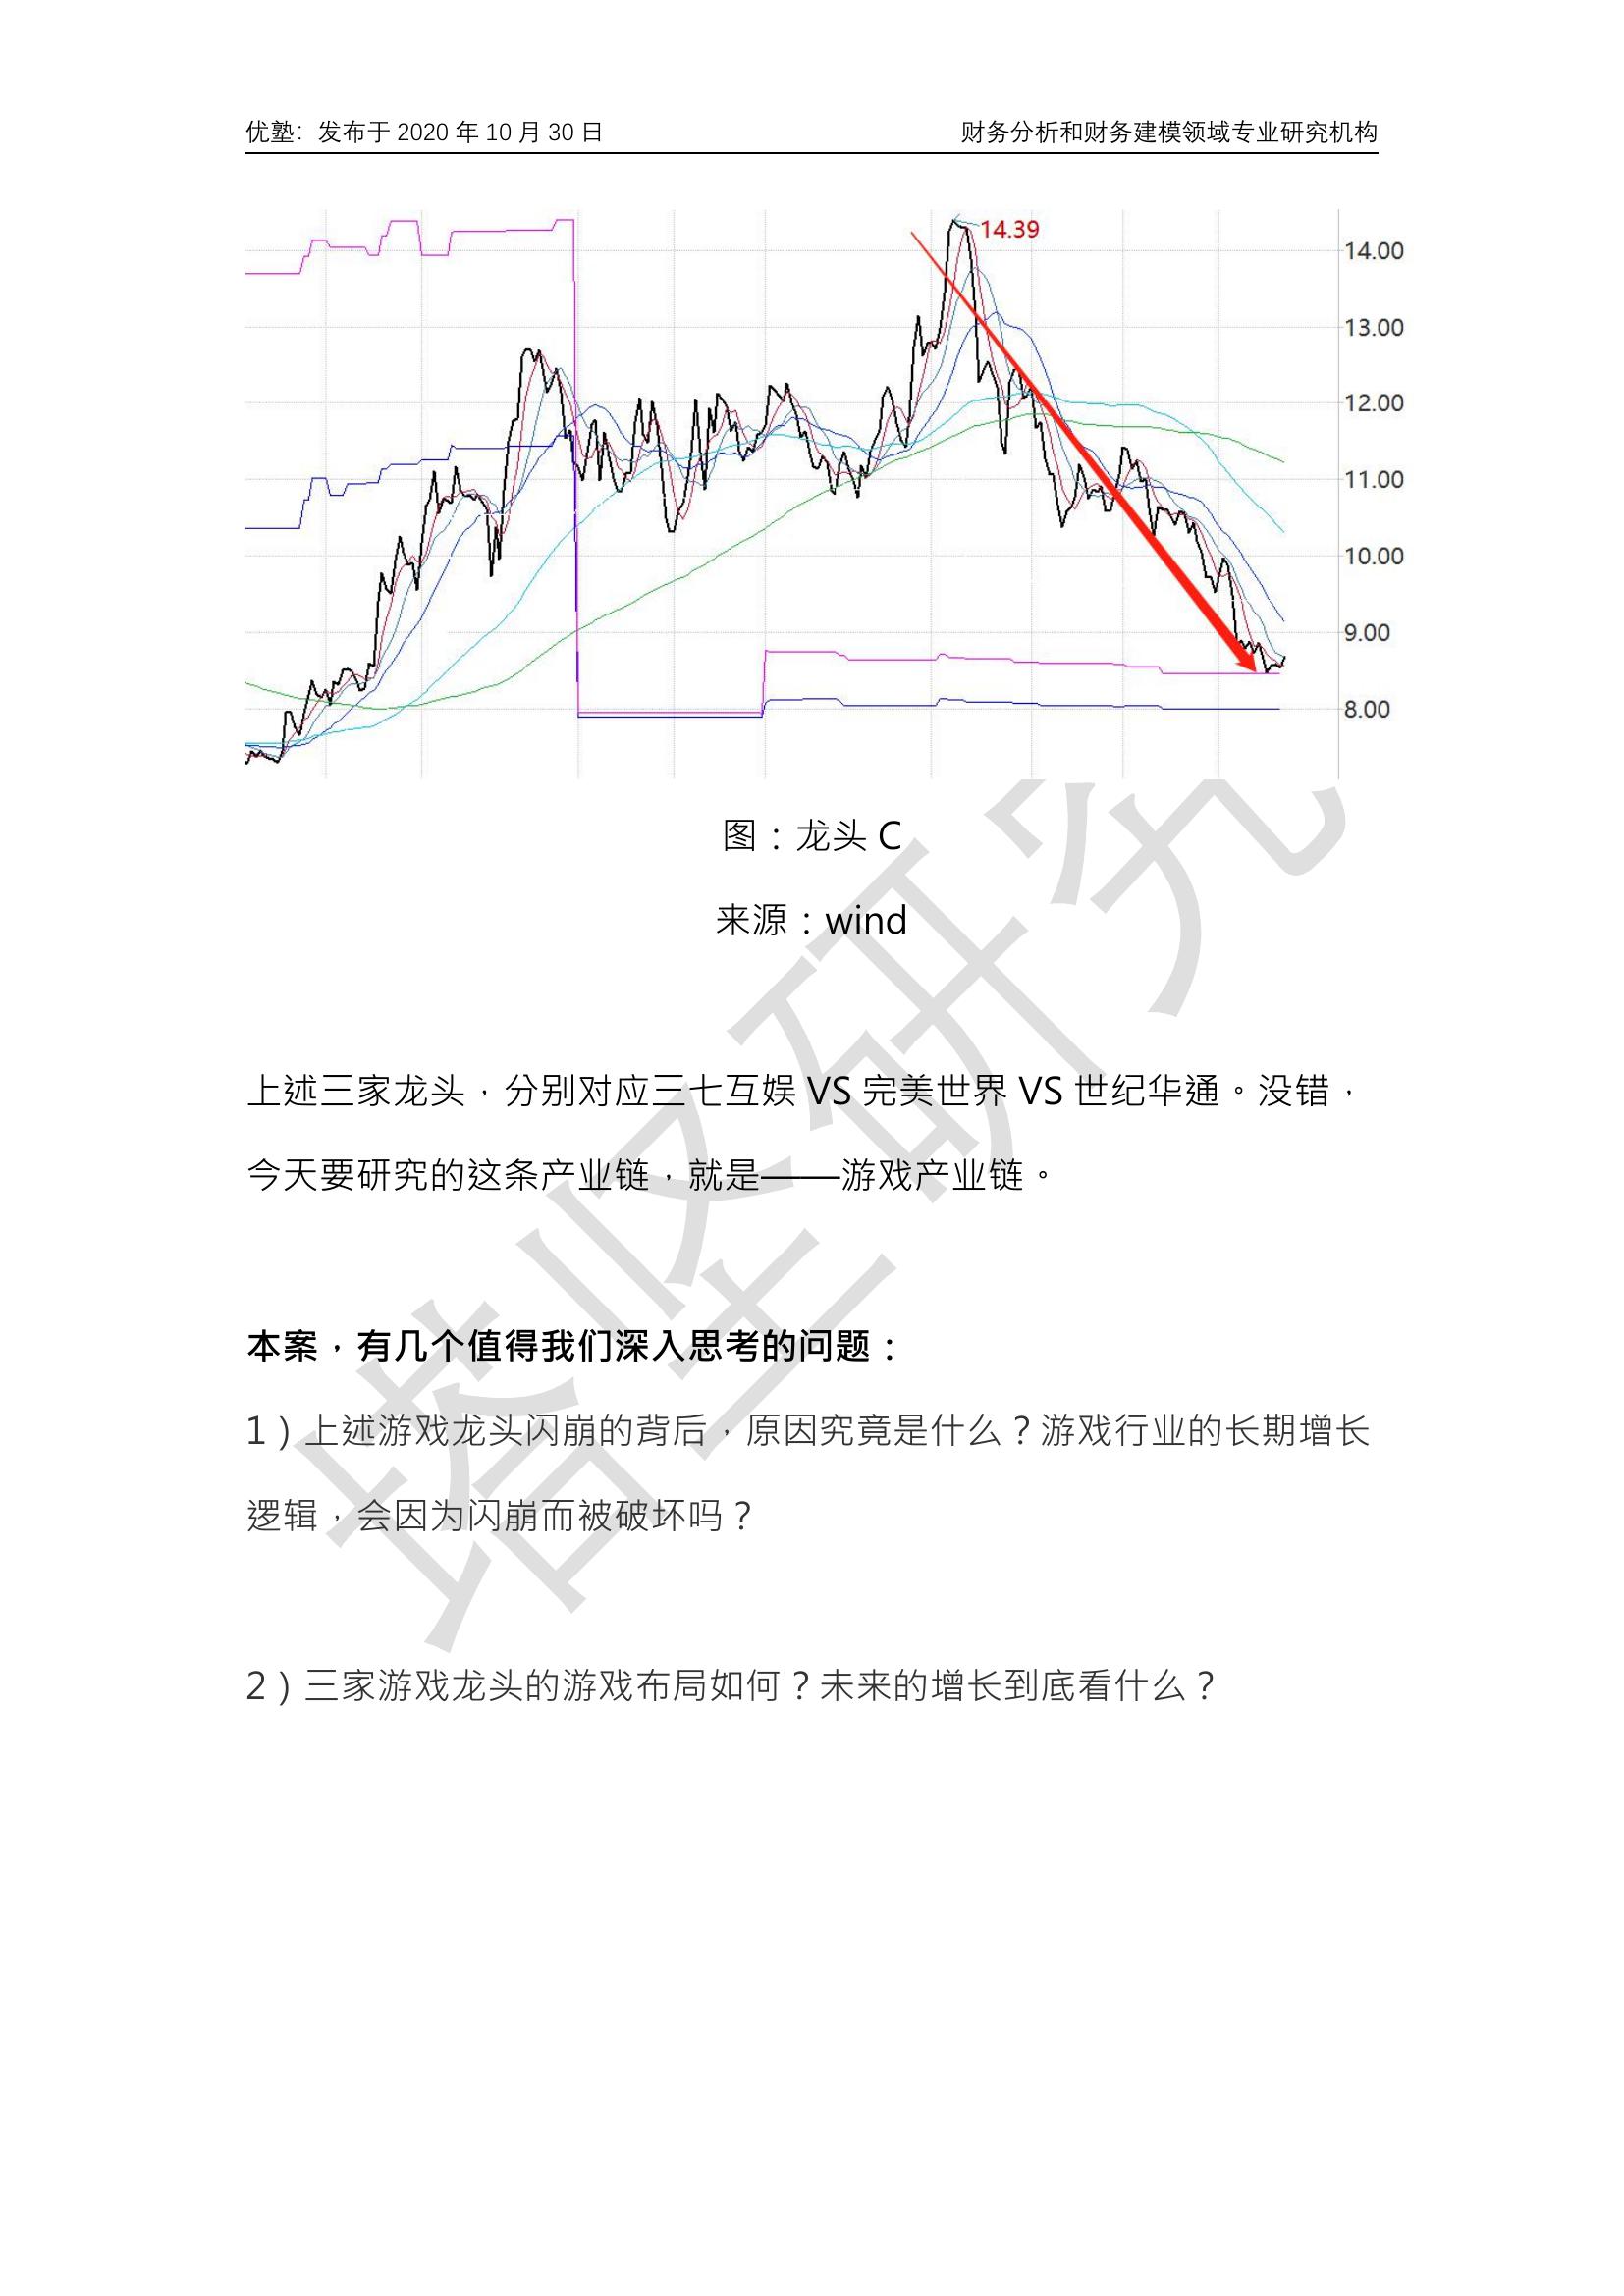 优塾：发布于 2020 年 10 月 30 日 财务分析和财务建模领域专业研究机构
14.39
14.00
13.00
12.00
11.00
10.00
9.00
8.00
图：龙头 C
来源：wind
上述三家龙头，分别对应三七互娱 VS 完美世界 VS 世纪华通。没错，
今天要研究的这条产业链，就是——游戏产业链。
本案，有几个值得我们深入思考的问题：
1）上述游戏龙头闪崩的背后，原因究竟是什么？游戏行业的长期增长
逻辑，会因为闪崩而被破坏吗？
2）三家游戏龙头的游戏布局如何？未来的增长到底看什么？
塔坚研究